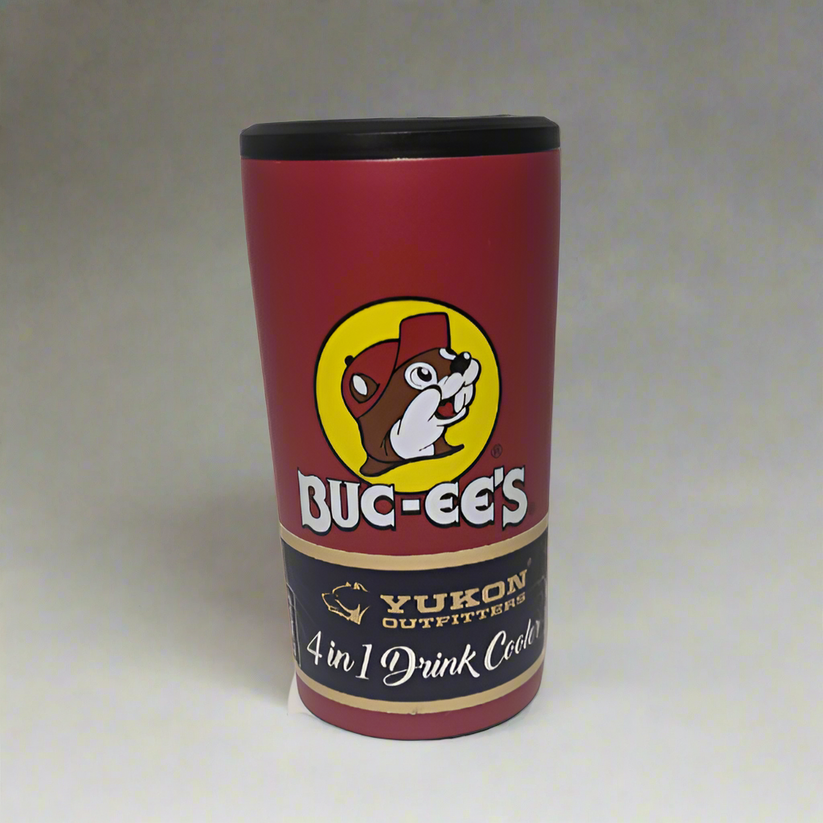 ®
BUC-EE'S
YUKON
OUTFITTERS
4 in 1 Drink Cooler